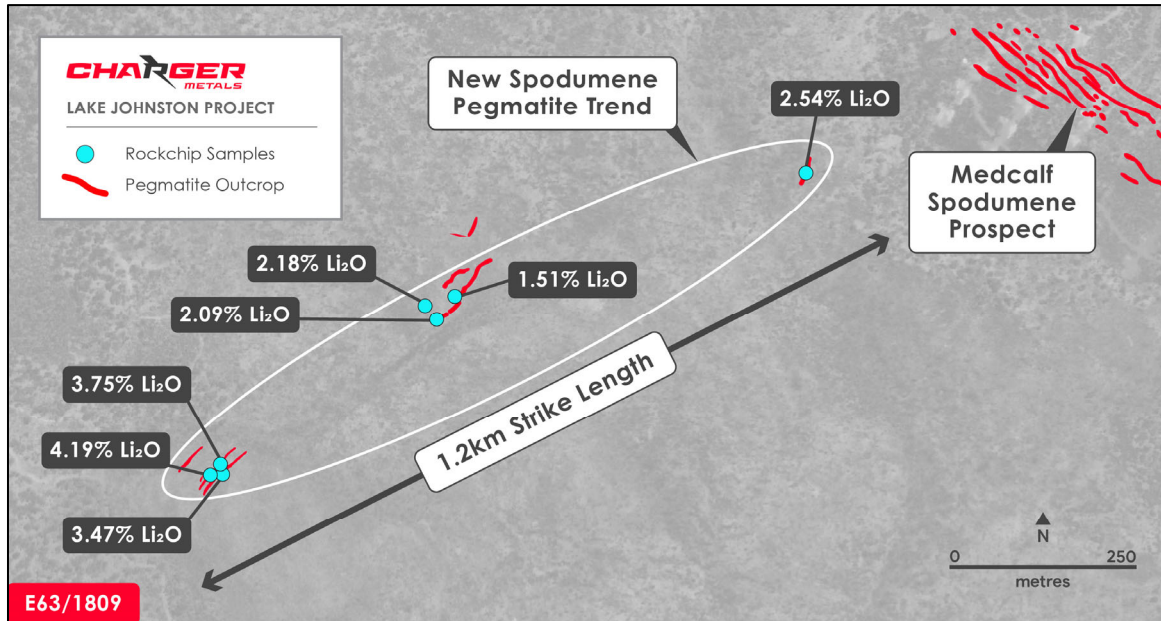 CHARGER
METALS
LAKE JOHNSTON PROJECT
Rockchip Samples
Pegmatite Outcrop
New Spodumene
Pegmatite Trend
2.54% Li₂O
Medcalf
Spodumene
Prospect
2.18% Li₂O
1.51% Li₂O
2.09% Li₂O
3.75% Li₂O
4.19% Li₂O
3.47% Li₂O
1.2km Strike Length
N
0 250
metres
E63/1809